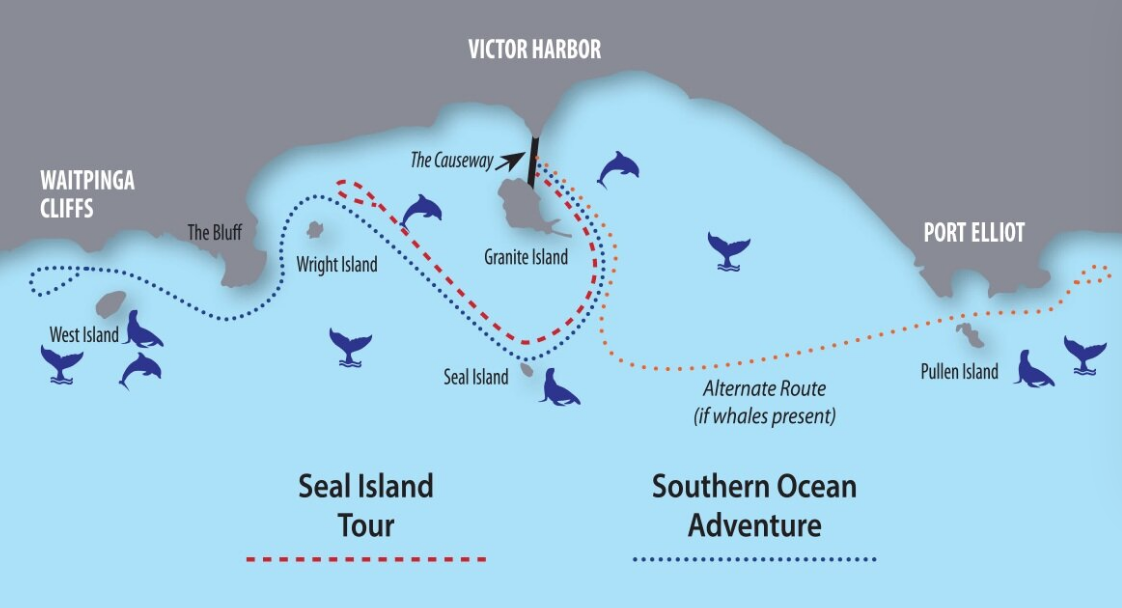 VICTOR HARBOR
The Causeway
WAITPINGA
CLIFFS
The Bluff
PORT ELLIOT
Wright Island
Granite Island
West Island
Seal Island
Pullen Island
Alternate Route
(if whales present)
Seal Island
Tour
Southern Ocean
Adventure